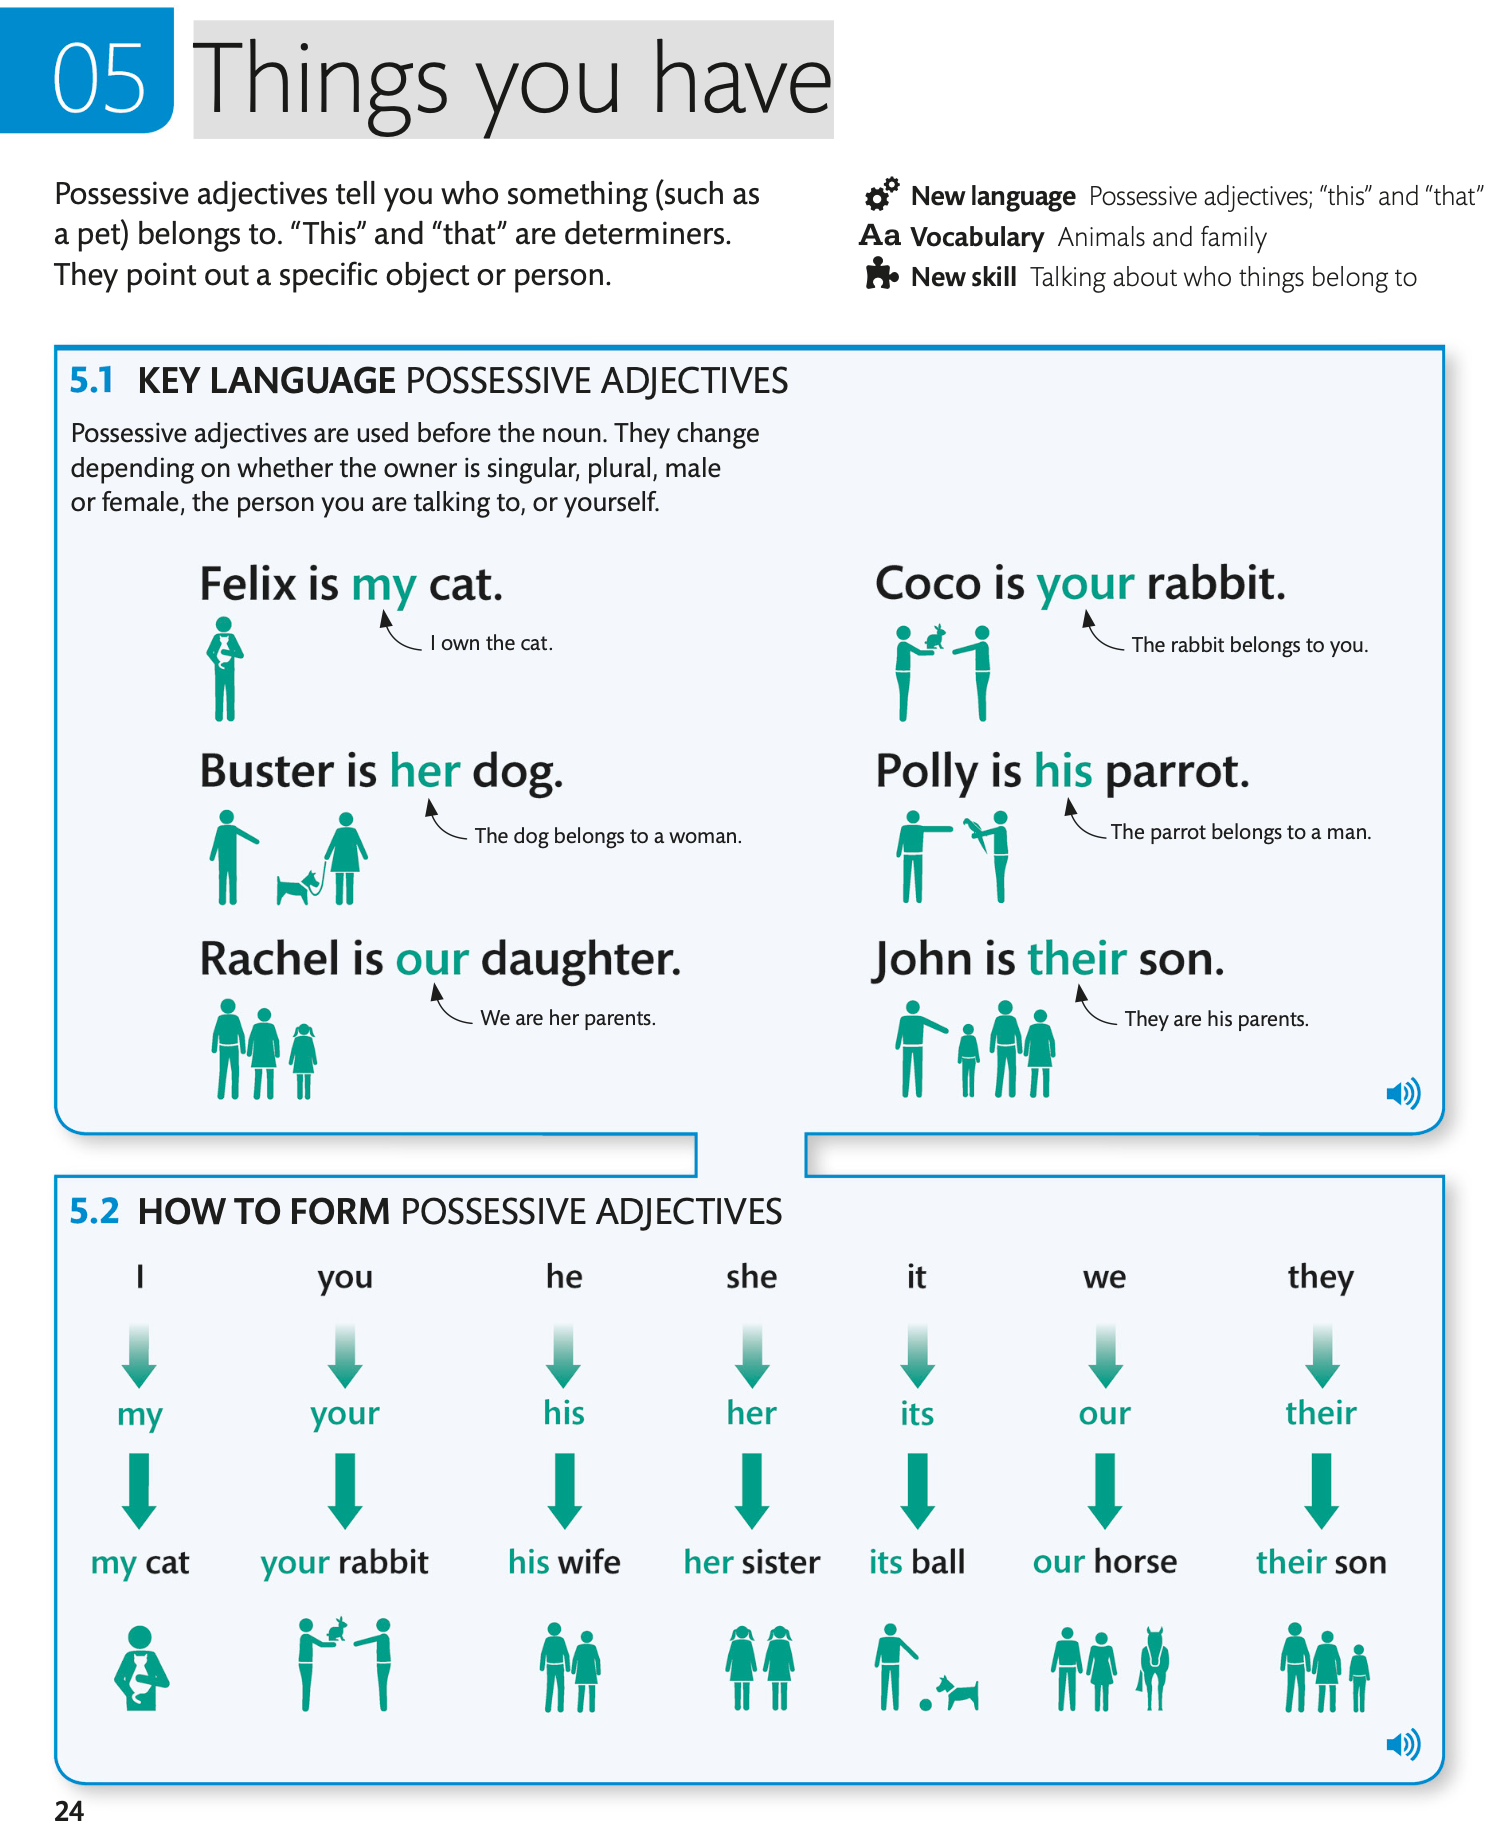 05 Things you have
Possessive adjectives tell you who something (such as
a pet) belongs to. “This” and “that” are determiners.
They point out a specific object or person.
New language Possessive adjectives; “this” and “that”
Aa Vocabulary Animals and family
New skill Talking about who things belong to
5.1 KEY LANGUAGE POSSESSIVE ADJECTIVES
Possessive adjectives are used before the noun. They change
depending on whether the owner is singular, plural, male
or female, the person you are talking to, or yourself.
Felix is my cat.
I own the cat.
Coco is your rabbit.
The rabbit belongs to you.
Buster is her dog.
The dog belongs to a woman.
Polly is his parrot.
The parrot belongs to a man.
Rachel is our daughter.
We are her parents.
John is their son.
They are his parents.
5.2 HOW TO FORM POSSESSIVE ADJECTIVES
I you he she it we they
my your his her its our their
my cat your rabbit his wife her sister its ball our horse their son
24